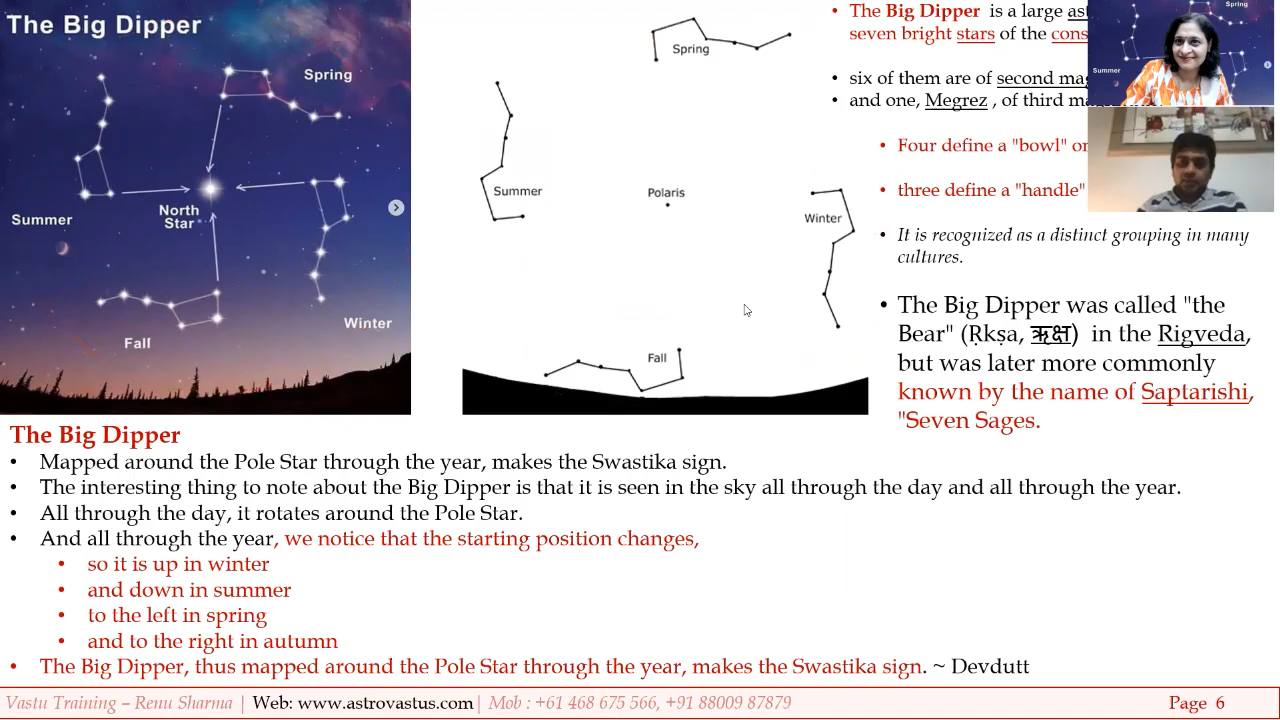 The Big Dipper
Spring
Summer
North
Star
Winter
Fall
Spring
Summer
Polaris
Winter
Fall
• The Big Dipper is a large
seven bright stars of the
• six of them are of second
• and one, Megrez , of third
• Four define a "bowl"
• three define a "handle"
• It is recognized as a distinct grouping in many
cultures.
• The Big Dipper was called "the
Bear" (Ṛkṣa, ऋक्ष) in the Rigveda,
but was later more commonly
known by the name of Saptarishi,
"Seven Sages.
Spring
Summer
The Big Dipper
• Mapped around the Pole Star through the year, makes the Swastika sign.
• The interesting thing to note about the Big Dipper is that it is seen in the sky all through the day and all through the year.
• All through the day, it rotates around the Pole Star.
• And all through the year, we notice that the starting position changes,
• so it is up in winter
• and down in summer
• to the left in spring
• and to the right in autumn
• The Big Dipper, thus mapped around the Pole Star through the year, makes the Swastika sign. ~ Devdutt
Vastu Training – Renu Sharma | Web: www.astrovastus.com | Mob : +61 468 675 566, +91 88009 87879
Page 6